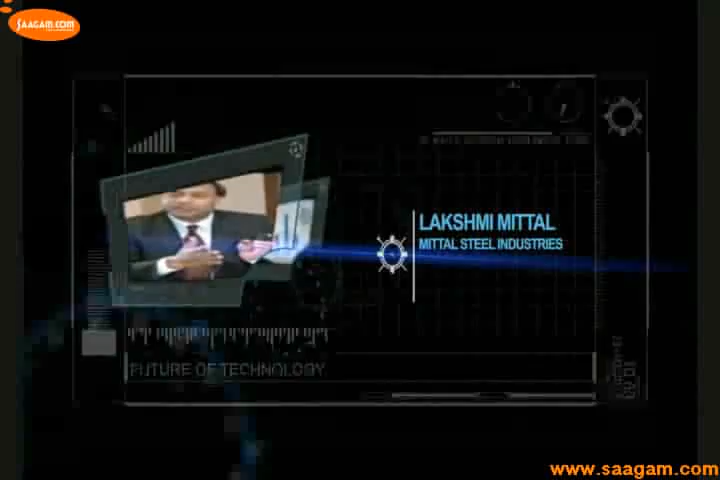 SAAGAM.COM
LAKSHMI MITTAL
MITTAL STEEL INDUSTRIES
FUTURE OF TECHNOLOGY
www.saagam.com